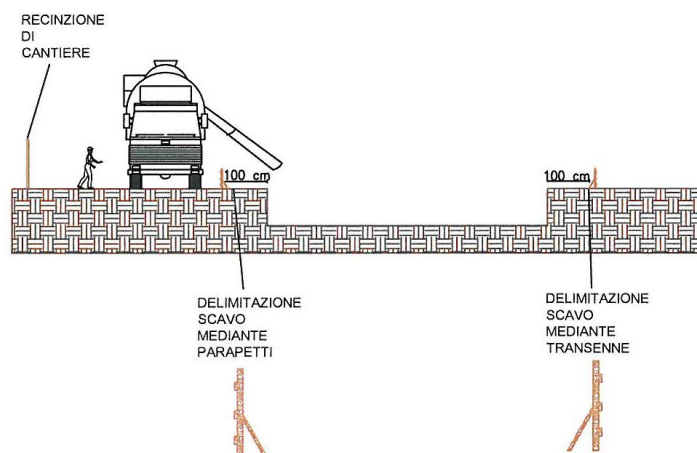 RECINZIONE
DI
CANTIERE
100 cm
100 cm
DELIMITAZIONE
SCAVO
MEDIANTE
PARAPETTI
DELIMITAZIONE
SCAVO
MEDIANTE
TRANSENNE